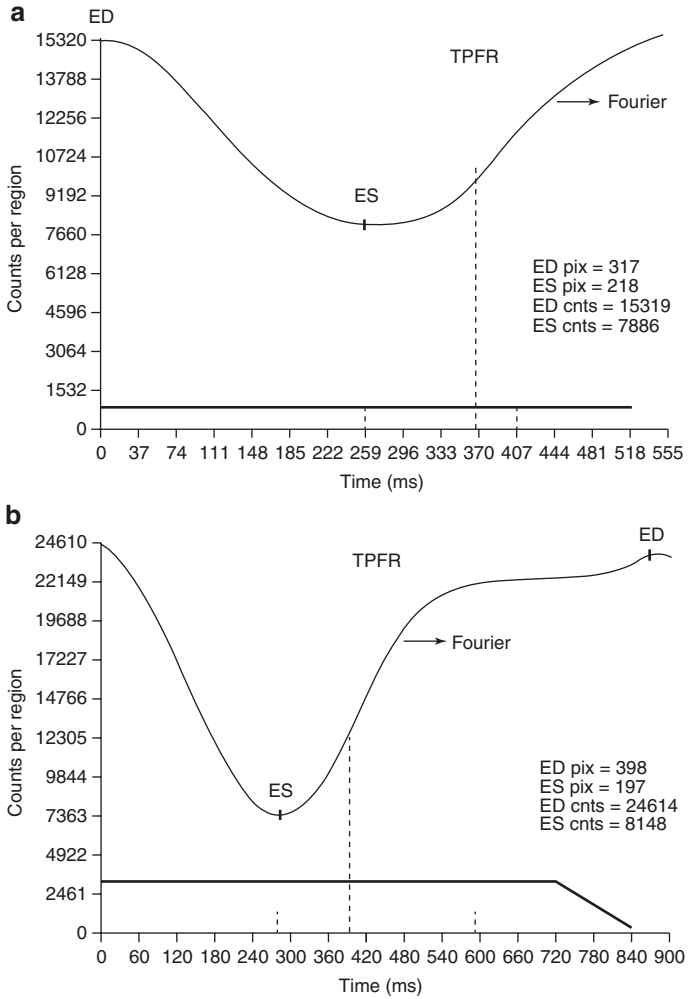 a
ED
15320
13788
12256
10724
9192
7660
6128
4596
3064
1532
0
Counts per region
TPFR
Fourier
ES
ED pix = 317
ES pix = 218
ED cnts = 15319
ES cnts = 7886
0 37 74 111 148 185 222 259 296 333 370 407 444 481 518 555
Time (ms)
b
24610
22149
19688
17227
14766
12305
9844
7363
4922
2461
0
Counts per region
ED
TPFR
Fourier
ES
ED pix = 398
ES pix = 197
ED cnts = 24614
ES cnts = 8148
0 60 120 180 240 300 360 420 480 600 660 720 780 840 900
Time (ms)